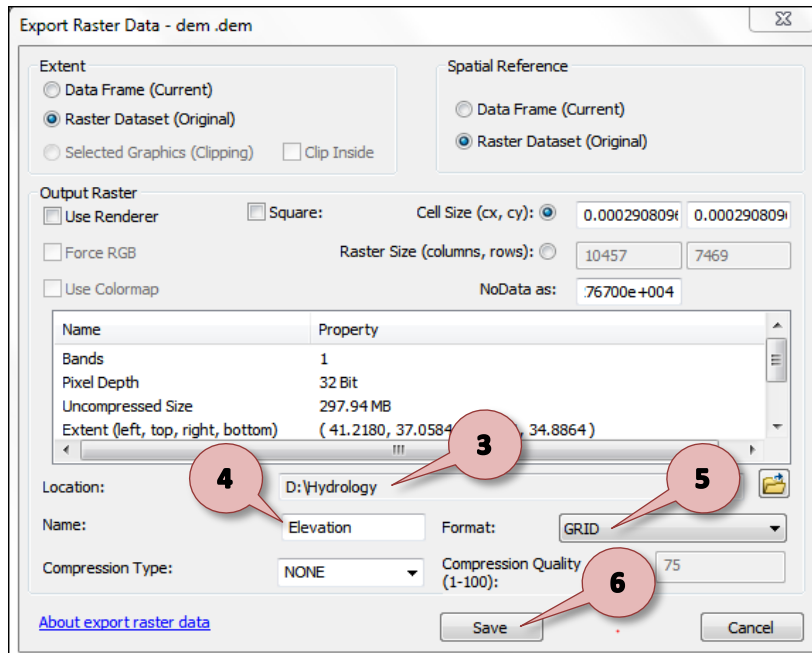 Export Raster Data - dem .dem
Extent
Data Frame (Current)
Raster Dataset (Original)
Selected Graphics (Clipping) Clip Inside
Spatial Reference
Data Frame (Current)
Raster Dataset (Original)
Output Raster
Use Renderer Square: Cell Size (cx, cy): 0.000290809 0.000290809
Force RGB Raster Size (columns, rows): 10457 7469
Use Colormap NoData as: :76700e+004
Name Property
Bands 1
Pixel Depth 32 Bit
Uncompressed Size 297.94 MB
Extent (left, top, right, bottom) ( 41.2180, 37.0584 34.8864 )
3
4
5
Location: D:\Hydrology
Name: Elevation Format: GRID
Compression Type: NONE Compression Quality (1-100): 75
6
About export raster data Save Cancel